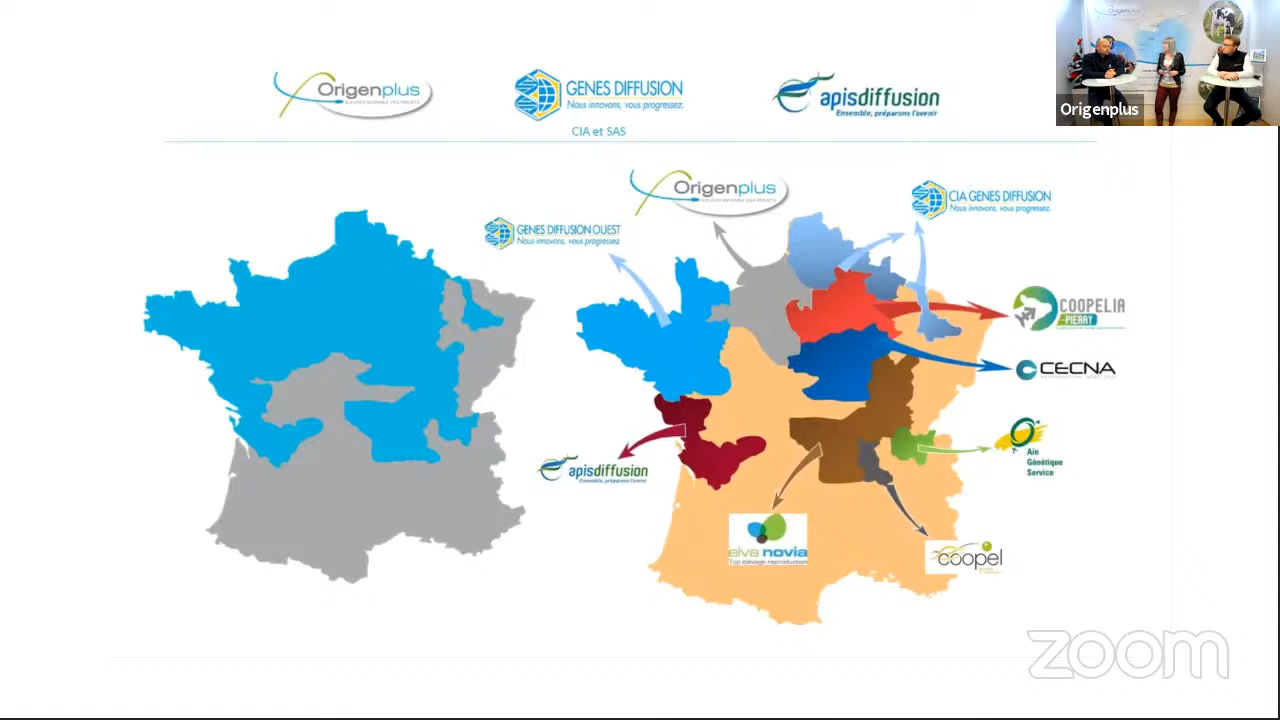 Origenplus
Origenplus
GENES DIFFUSION
Nous innovons, vous progressez.
CIA et SAS
apisdiffusion
Ensemble, préparons l'avenir
Origenplus
Origenplus
CIA GENES DIFFUSION
Nous innovons, vous progressez.
GENES DIFFUSION OUEST
Nous innovons, vous progressez
COOPELIA
PIERRY
CECNA
apisdiffusion
Ensemble, préparons l'avenir
Ain
Génétique
Service
elva novia
Top élevage reproduction
coopel
zoom